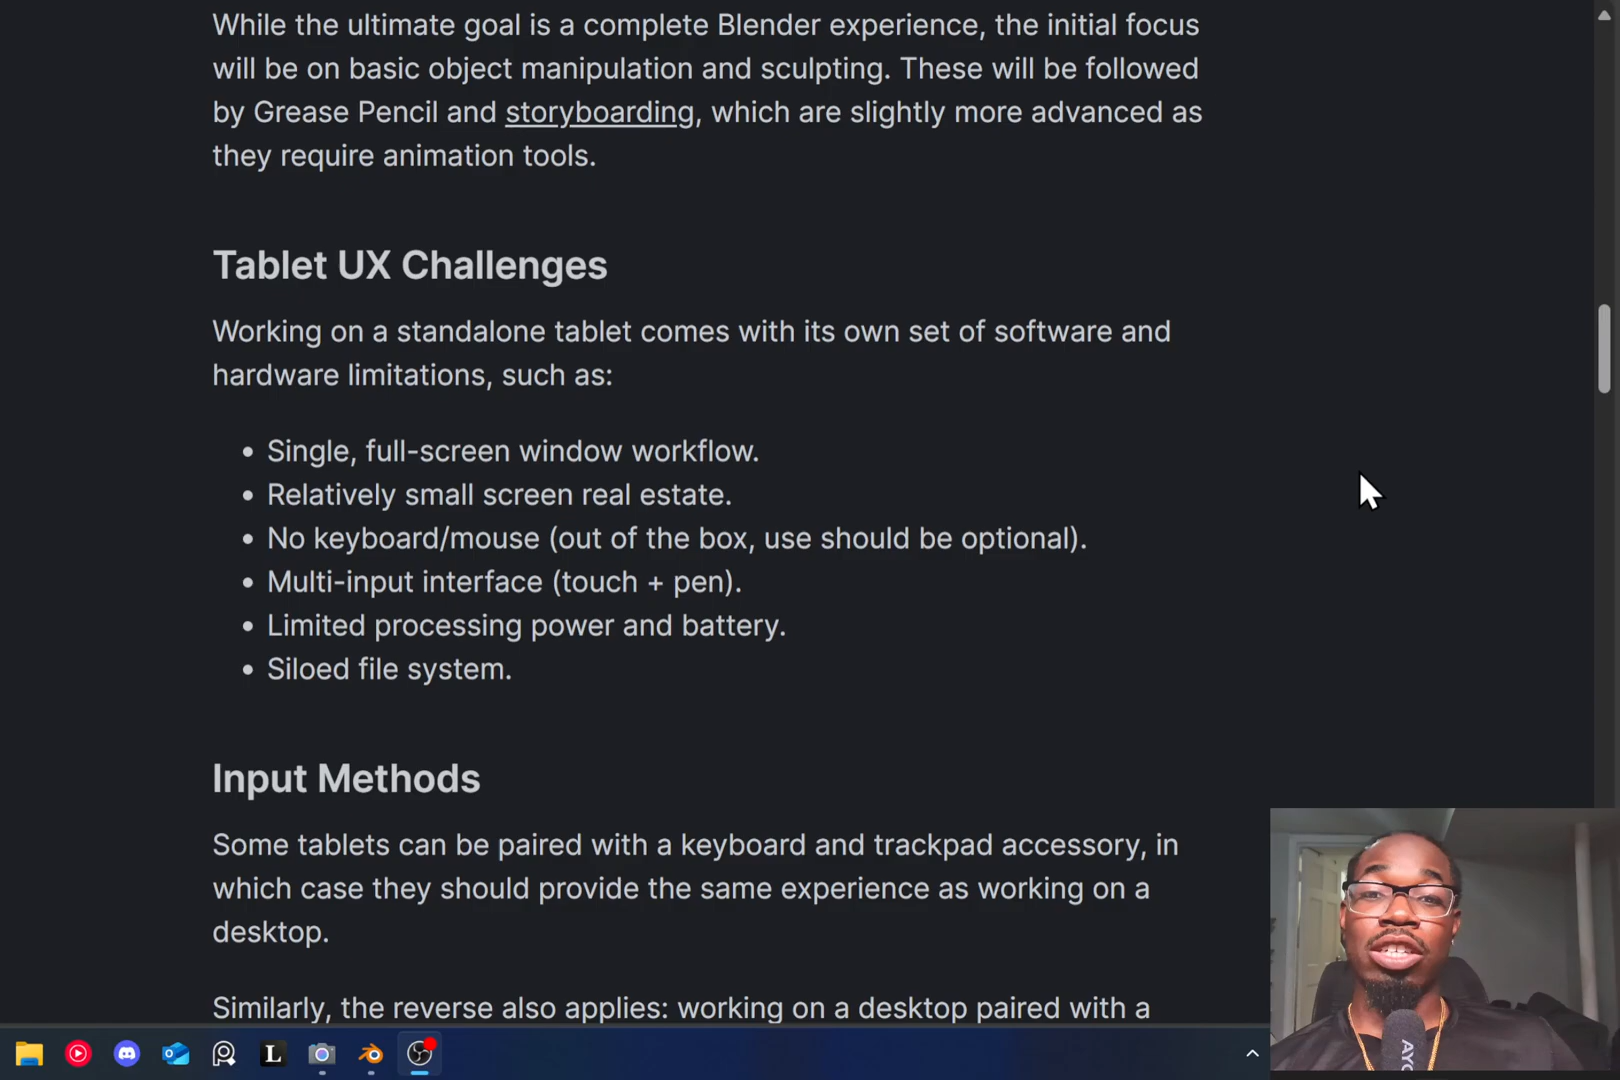 While the ultimate goal is a complete Blender experience, the initial focus
will be on basic object manipulation and sculpting. These will be followed
by Grease Pencil and storyboarding, which are slightly more advanced as
they require animation tools.
Tablet UX Challenges
Working on a standalone tablet comes with its own set of software and
hardware limitations, such as:
• Single, full-screen window workflow.
• Relatively small screen real estate.
• No keyboard/mouse (out of the box, use should be optional).
• Multi-input interface (touch + pen).
• Limited processing power and battery.
• Siloed file system.
Input Methods
Some tablets can be paired with a keyboard and trackpad accessory, in
which case they should provide the same experience as working on a
desktop.
Similarly, the reverse also applies: working on a desktop paired with a
L
AYO